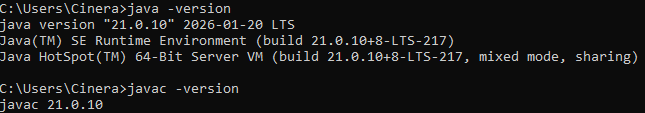 C:\Users\Cinera>java -version
java version "21.0.10" 2026-01-20 LTS
Java(TM) SE Runtime Environment (build 21.0.10+8-LTS-217)
Java HotSpot(TM) 64-Bit Server VM (build 21.0.10+8-LTS-217, mixed mode, sharing)
C:\Users\Cinera>javac -version
javac 21.0.10